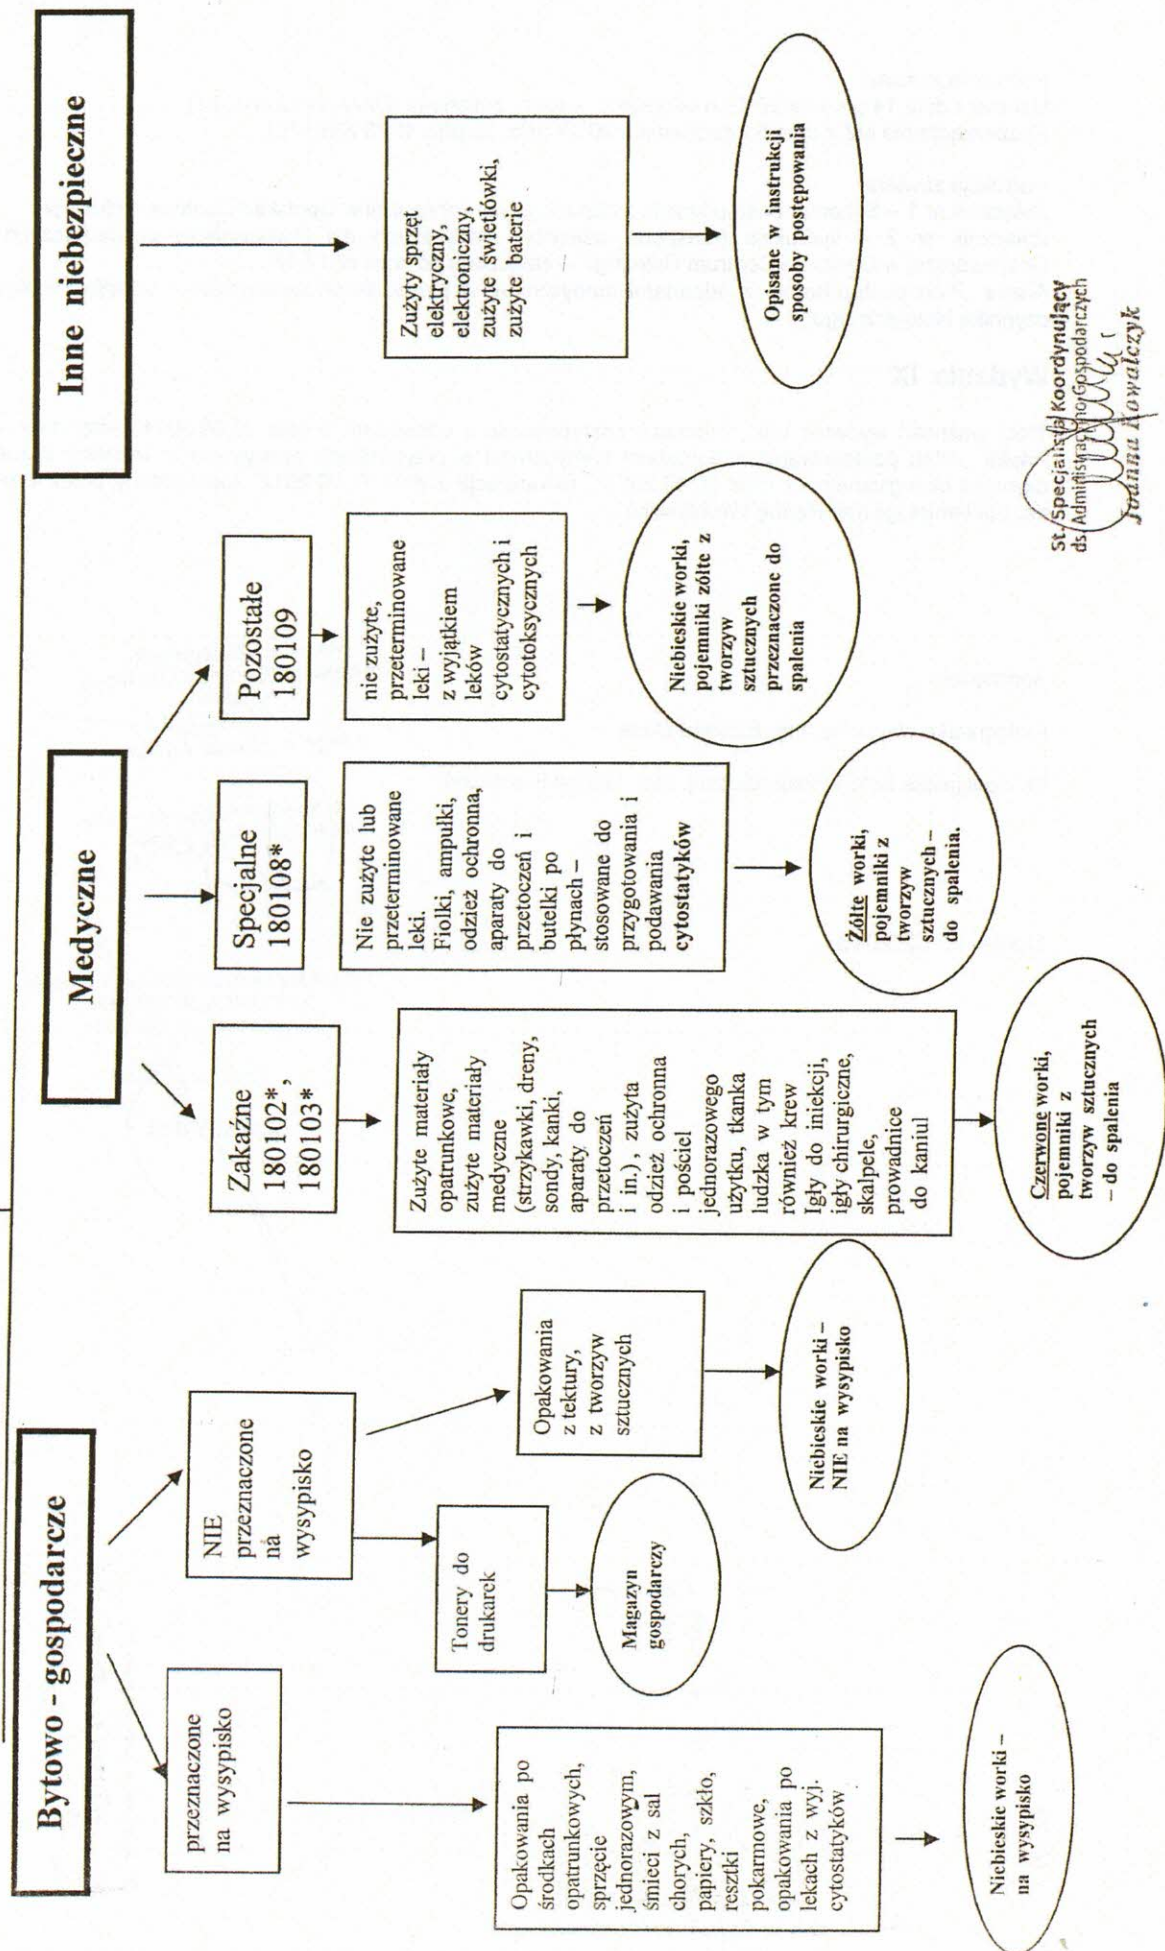 Bytowo - gospodarcze
Medyczne
Inne niebezpieczne
przeznaczone
na wysypisko
NIE
przeznaczone
na
wysypisko
Zakaźne
180102*,
180103*
Specjalne
180108*
Pozostałe
180109
Opakowania po
środkach
opatrunkowych,
sprzęcie
jednorazowym,
śmieci z sal
chorych,
papiery, szkło,
resztki
pokarmowe,
opakowania po
lekach z wyj.
cytostatyków
Niebieskie worki –
na wysypisko
Tonery do
drukarek
Magazyn
gospodarczy
Opakowania
z tektury,
z tworzyw
sztucznych
Niebieskie worki –
NIE na wysypisko
Zużyte materiały
opatrunkowe,
zużyte materiały
medyczne
(strzykawki, dreny,
sondy, kanki,
aparaty do
przetoczeń
i in.), zużyta
odzież ochronna
i pościel
jednorazowego
użytku, tkanka
ludzka w tym
również krew
Igły do iniekcji,
igły chirurgiczne,
skalpele,
prowadnice
do kaniul
Czerwone worki,
pojemniki z
tworzyw sztucznych
– do spalenia
Nie zużyte lub
przeterminowane
leki.
Fiolki, ampułki,
odzież ochronna,
aparaty do
przetoczeń i
butelki po
płynach –
stosowane do
przygotowania i
podawania
cytostatyków
Żółte worki,
pojemniki z
tworzyw
sztucznych –
do spalenia.
nie zużyte,
przeterminowane
leki –
z wyjątkiem
leków
cytostatycznych i
cytotoksycznych
Niebieskie worki,
pojemniki żółte z
tworzyw
sztucznych
przeznaczone do
spalenia
Zużyty sprzęt
elektryczny,
elektroniczny,
zużyte świetlówki,
zużyte baterie
Opisane w instrukcji
sposoby postępowania
St. Specjalista Koordynujący
ds. Administracyjno-Gospodarczych
Joanna Kowalczyk